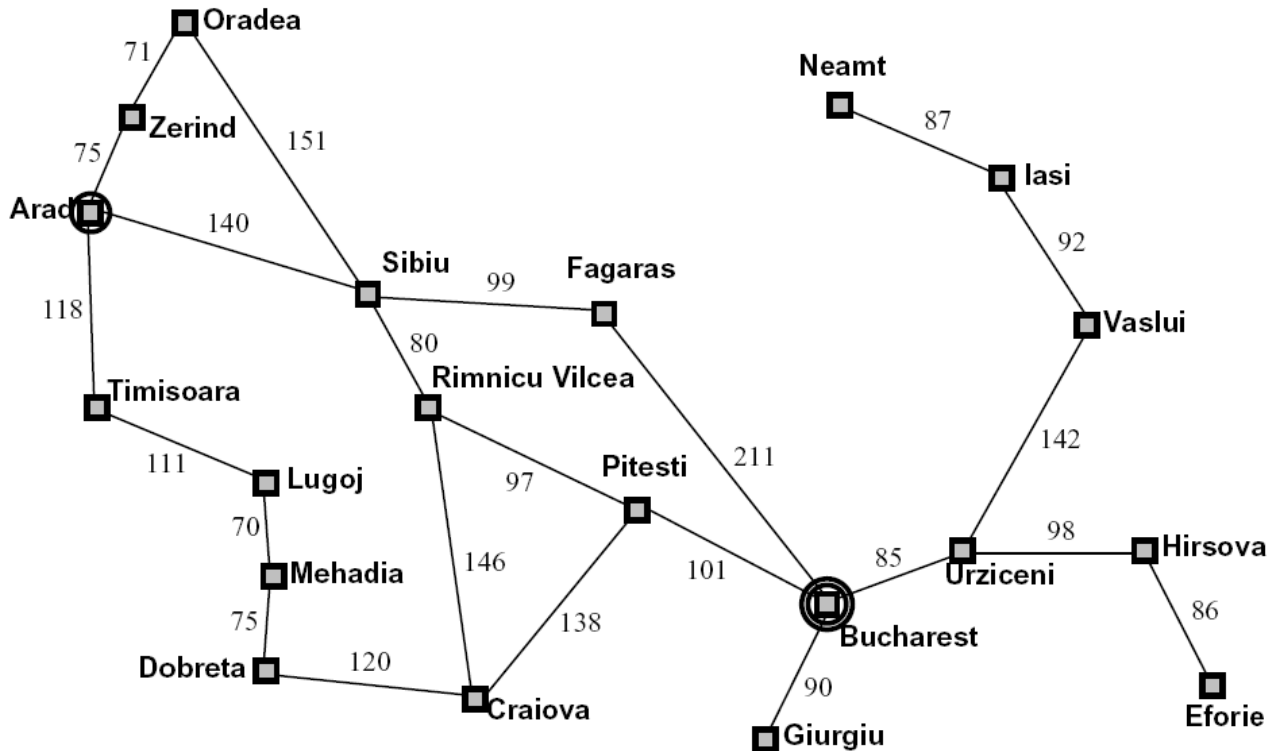 Oradea
71
Neamt
Zerind
87
151
75
Iasi
Arad
140
92
Sibiu
Fagaras
99
118
Vaslui
80
Timisoara
Rimnicu Vilcea
142
211
111
Pitesti
Lugoj
97
70
98
Hirsova
146
85
Urziceni
Mehadia
101
86
75
138
Bucharest
Dobreta
120
90
Craiova
Eforie
Giurgiu